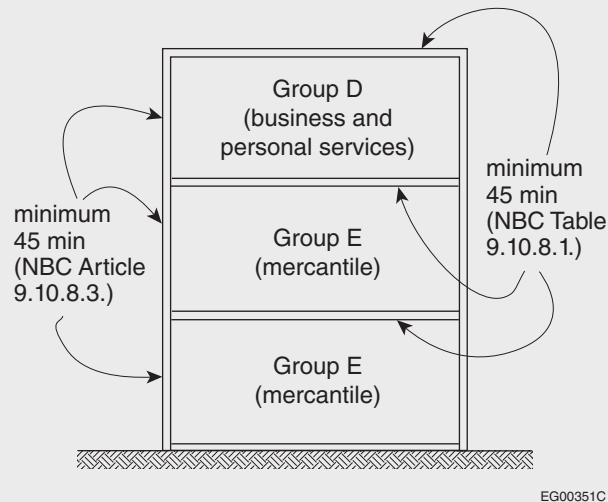 Group D
(business and
personal services)
minimum
45 min
(NBC Table
9.10.8.1.)
minimum
45 min
(NBC Article
9.10.8.3.)
Group E
(mercantile)
Group E
(mercantile)
EG00351C